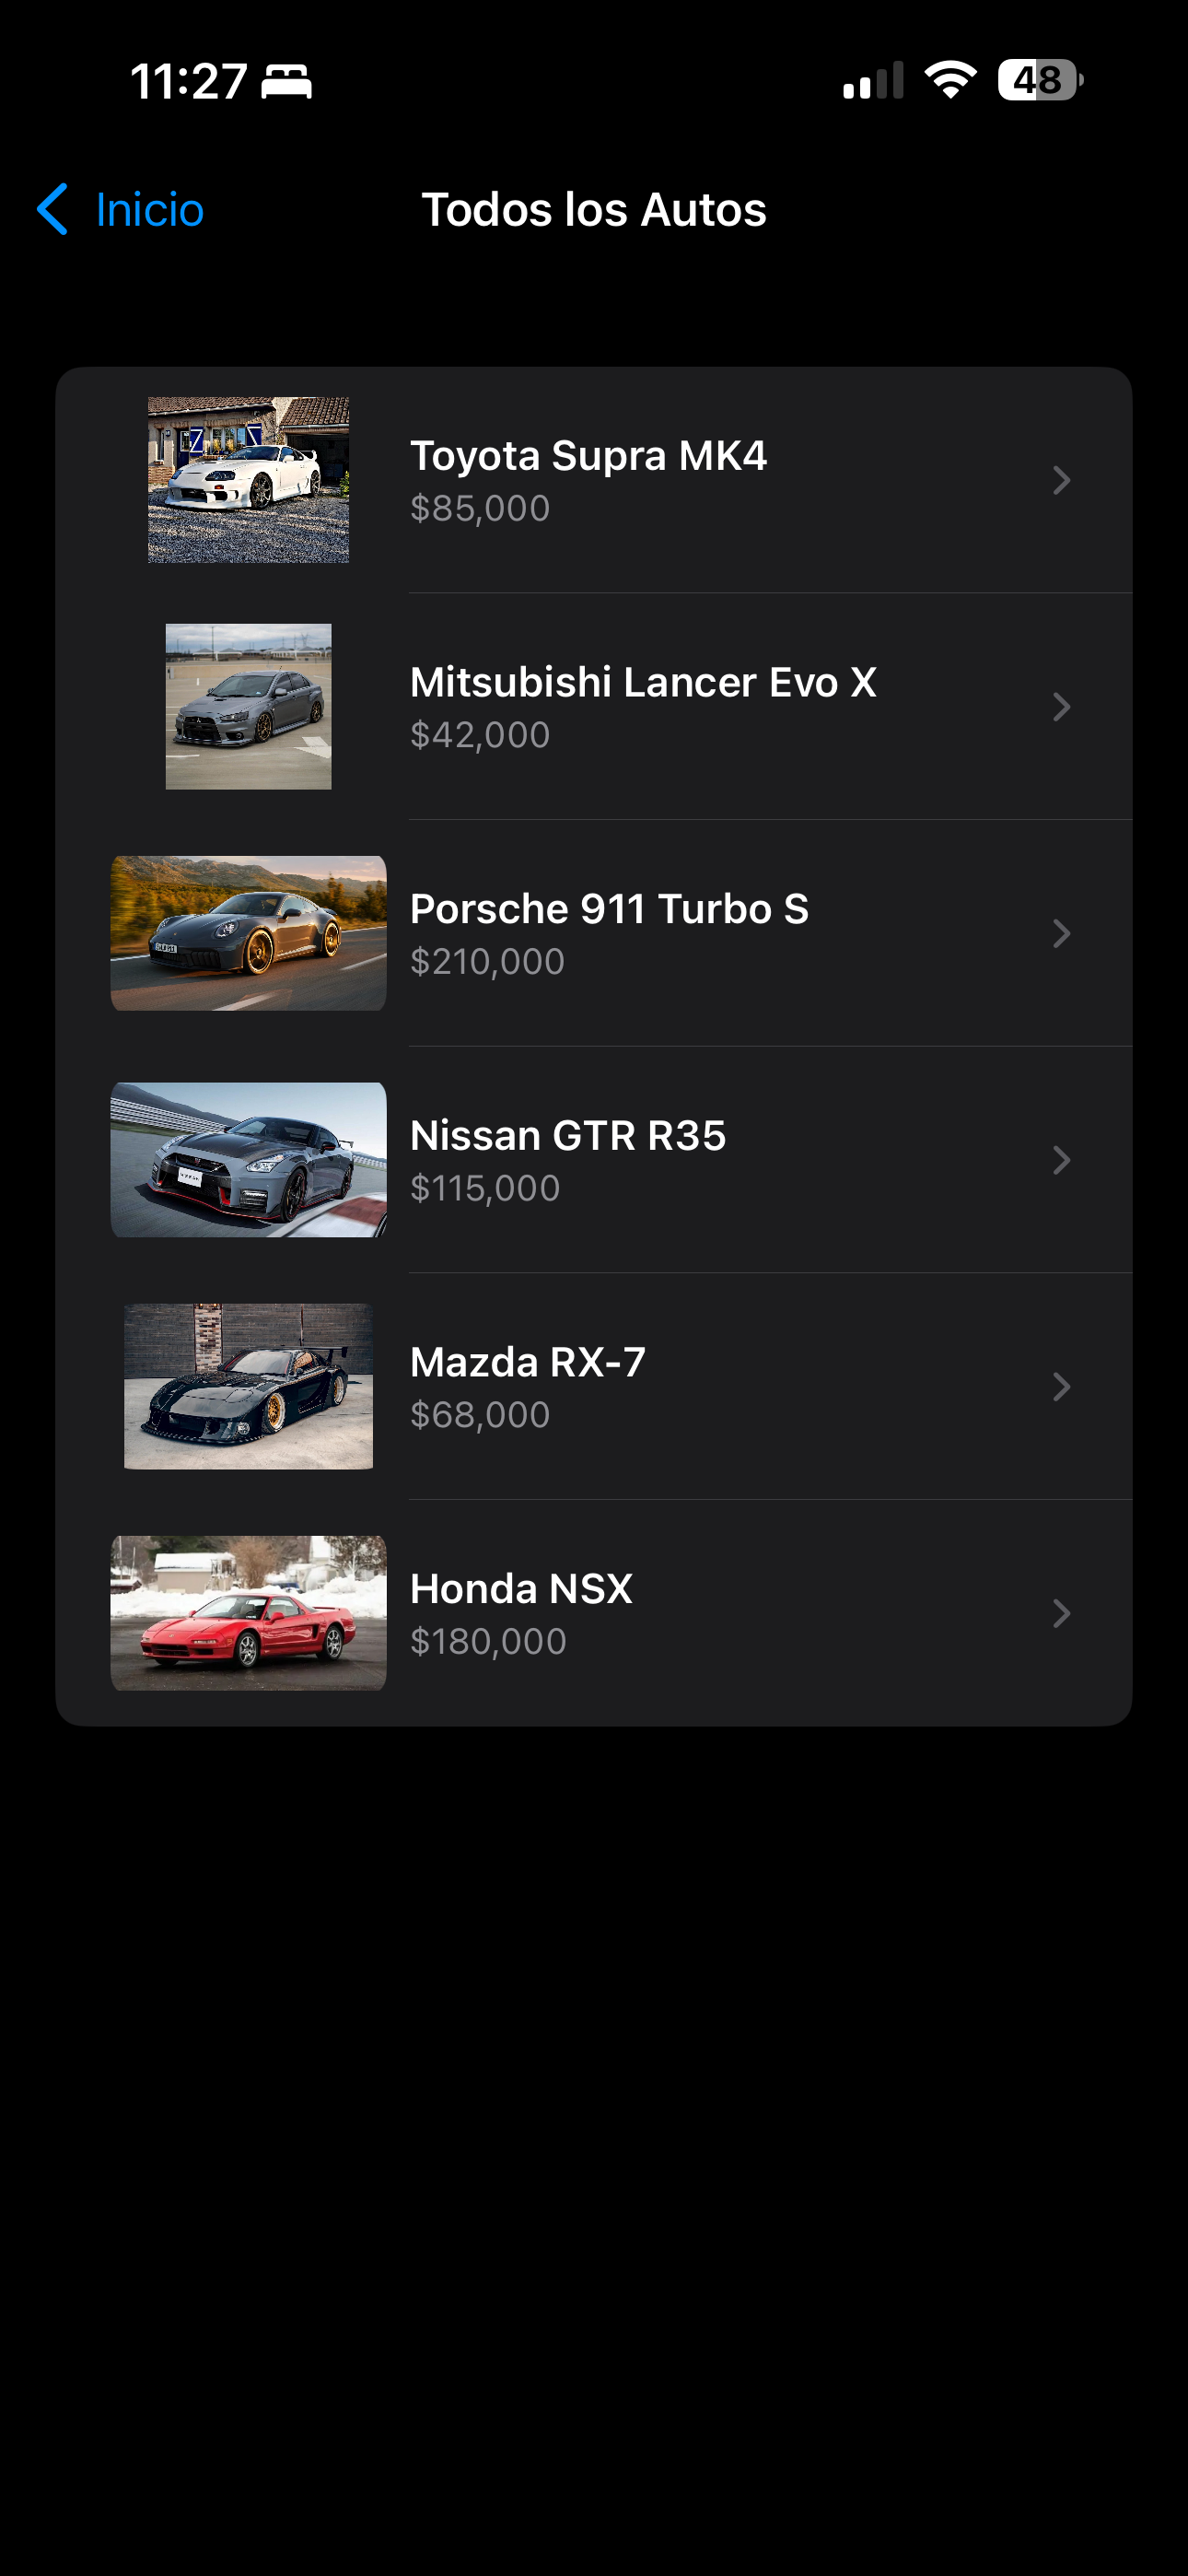 11:27
48
Inicio
Todos los Autos
Toyota Supra MK4
$85,000
Mitsubishi Lancer Evo X
$42,000
Porsche 911 Turbo S
$210,000
Nissan GTR R35
$115,000
Mazda RX-7
$68,000
Honda NSX
$180,000